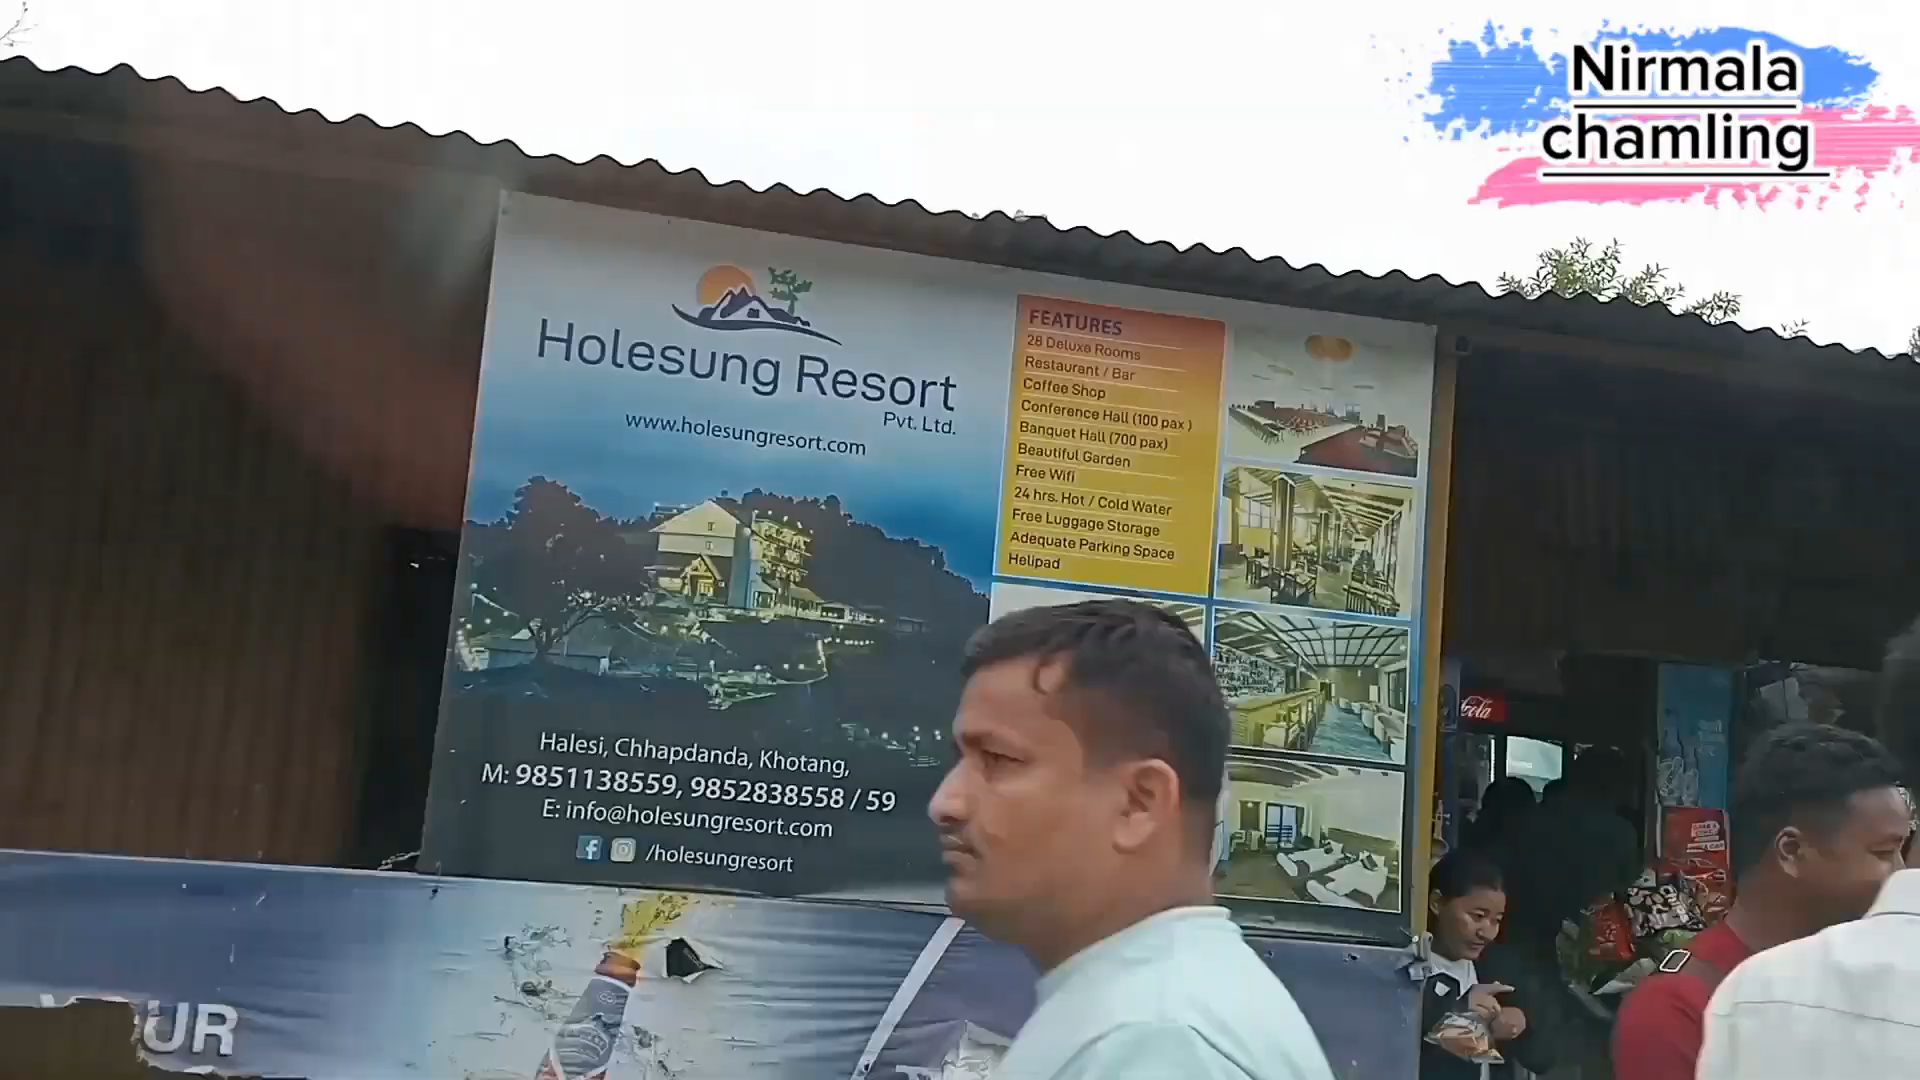 Nirmala
chamling
Holesung Resort
Pvt. Ltd.
www.holesungresort.com
FEATURES
28 Deluxe Rooms
Restaurant / Bar
Coffee Shop
Conference Hall (100 pax )
Banquet Hall (700 pax)
Beautiful Garden
Free Wifi
24 hrs. Hot / Cold Water
Free Luggage Storage
Adequate Parking Space
Helipad
Halesi, Chhapdanda, Khotang,
M: 9851138559, 9852838558 / 59
E: info@holesungresort.com
/holesungresort
UR